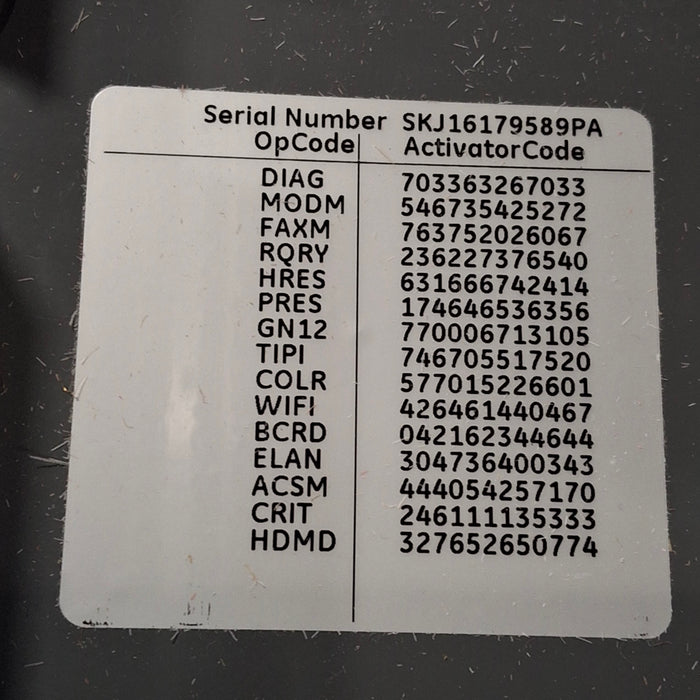 Serial Number SKJ16179589PA
OpCode ActivatorCode
DIAG 703363267033
MODM 546735425272
FAXM 763752026067
RQRY 236227376540
HRES 631666742414
PRES 174646536356
GN12 770006713105
TIPI 746705517520
COLR 577015226601
WIFI 426461440467
BCRD 042162344644
ELAN 304736400343
ACSM 444054257170
CRIT 246111135333
HDMD 327652650774